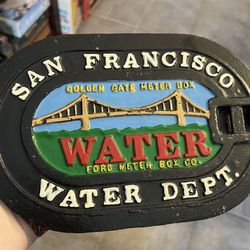 SAN FRANCISCO
GOLDEN GATE METER BOX
WATER
FORD METER BOX CO.
WATER DEPT.